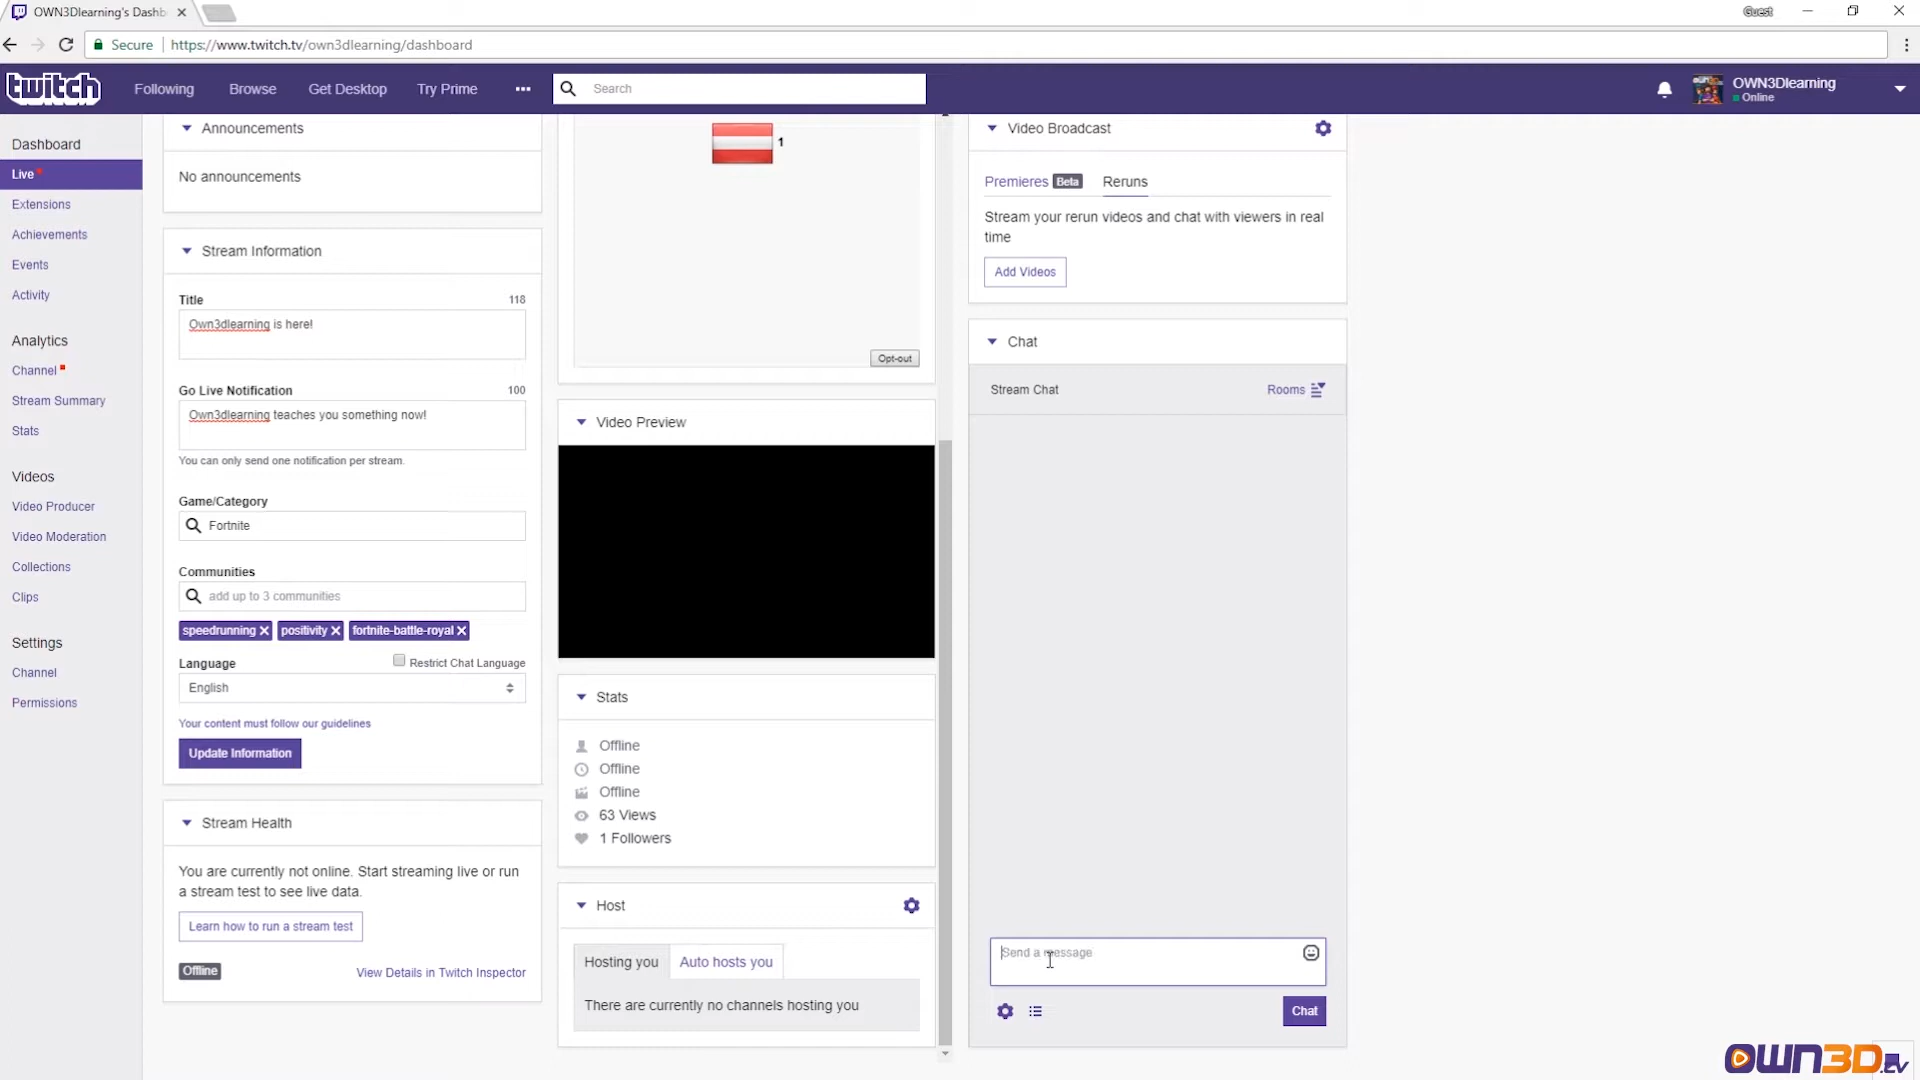 OWN3Dlearning's Dashb
Guest
Secure
https://www.twitch.tv/own3dlearning/dashboard
twitch
Following
Browse
Get Desktop
Try Prime
Search
OWN3Dlearning
Online
Dashboard
Live
Extensions
Achievements
Events
Activity
Analytics
Channel
Stream Summary
Stats
Videos
Video Producer
Video Moderation
Collections
Clips
Settings
Channel
Permissions
Announcements
No announcements
Stream Information
Title 118
Own3dlearning is here!
Go Live Notification 100
Own3dlearning teaches you something now!
You can only send one notification per stream.
Game/Category
Fortnite
Communities
add up to 3 communities
speedrunning positivity fortnite-battle-royal
Language Restrict Chat Language
English
Your content must follow our guidelines
Update Information
Stream Health
You are currently not online. Start streaming live or run
a stream test to see live data.
Learn how to run a stream test
Offline View Details in Twitch Inspector
1
Opt-out
Video Preview
Stats
Offline
Offline
Offline
63 Views
1 Followers
Host
Hosting you Auto hosts you
There are currently no channels hosting you
Video Broadcast
Premieres Beta Reruns
Stream your rerun videos and chat with viewers in real
time
Add Videos
Chat
Stream Chat Rooms
Send a message
Chat
OWN3D.tv